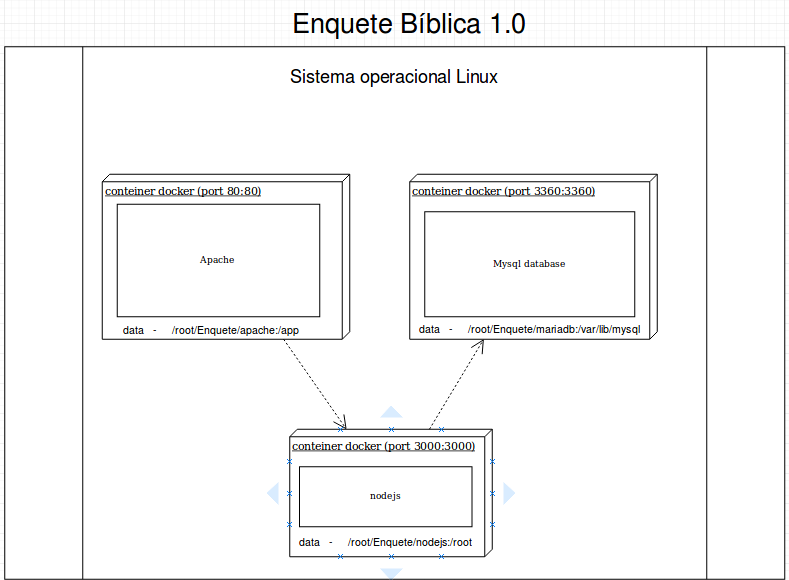 Enquete Bíblica 1.0
Sistema operacional Linux
conteiner docker (port 80:80)
Apache
data - /root/Enquete/apache:/app
conteiner docker (port 3360:3360)
Mysql database
data - /root/Enquete/mariadb:/var/lib/mysql
conteiner docker (port 3000:3000)
nodejs
data - /root/Enquete/nodejs:/root